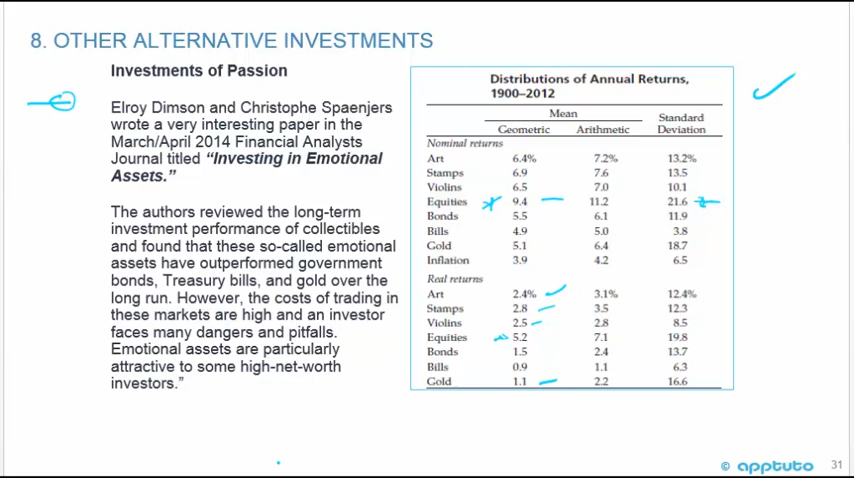 8. OTHER ALTERNATIVE INVESTMENTS
Investments of Passion
Elroy Dimson and Christophe Spaenjers
wrote a very interesting paper in the
March/April 2014 Financial Analysts
Journal titled “Investing in Emotional
Assets.”
The authors reviewed the long-term
investment performance of collectibles
and found that these so-called emotional
assets have outperformed government
bonds, Treasury bills, and gold over the
long run. However, the costs of trading in
these markets are high and an investor
faces many dangers and pitfalls.
Emotional assets are particularly
attractive to some high-net-worth
investors.”
Distributions of Annual Returns,
1900–2012
Mean
Standard
Geometric Arithmetic Deviation
Nominal returns
Art 6.4% 7.2% 13.2%
Stamps 6.9 7.6 13.5
Violins 6.5 7.0 10.1
Equities 9.4 11.2 21.6
Bonds 5.5 6.1 11.9
Bills 4.9 5.0 3.8
Gold 5.1 6.4 18.7
Inflation 3.9 4.2 6.5
Real returns
Art 2.4% 3.1% 12.4%
Stamps 2.8 3.5 12.3
Violins 2.5 2.8 8.5
Equities 5.2 7.1 19.8
Bonds 1.5 2.4 13.7
Bills 0.9 1.1 6.3
Gold 1.1 2.2 16.6
© apptuto 31